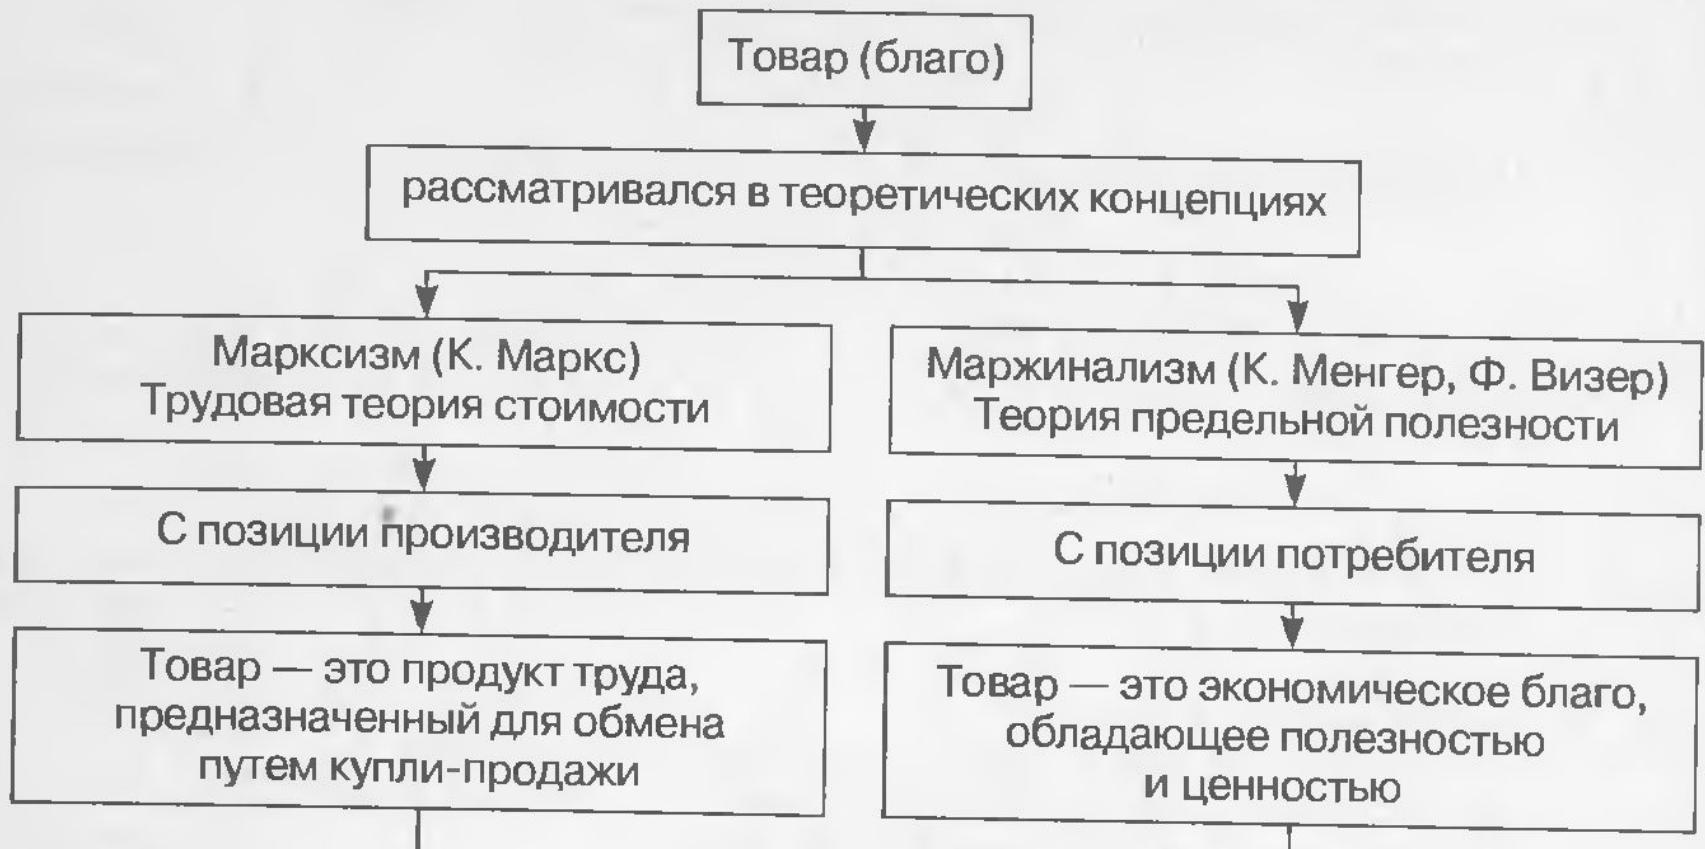 Товар (благо)
рассматривался в теоретических концепциях
Марксизм (К. Маркс)
Трудовая теория стоимости
Маржинализм (К. Менгер, Ф. Визер)
Теория предельной полезности
С позиции производителя
С позиции потребителя
Товар — это продукт труда,
предназначенный для обмена
путем купли-продажи
Товар — это экономическое благо,
обладающее полезностью
и ценностью